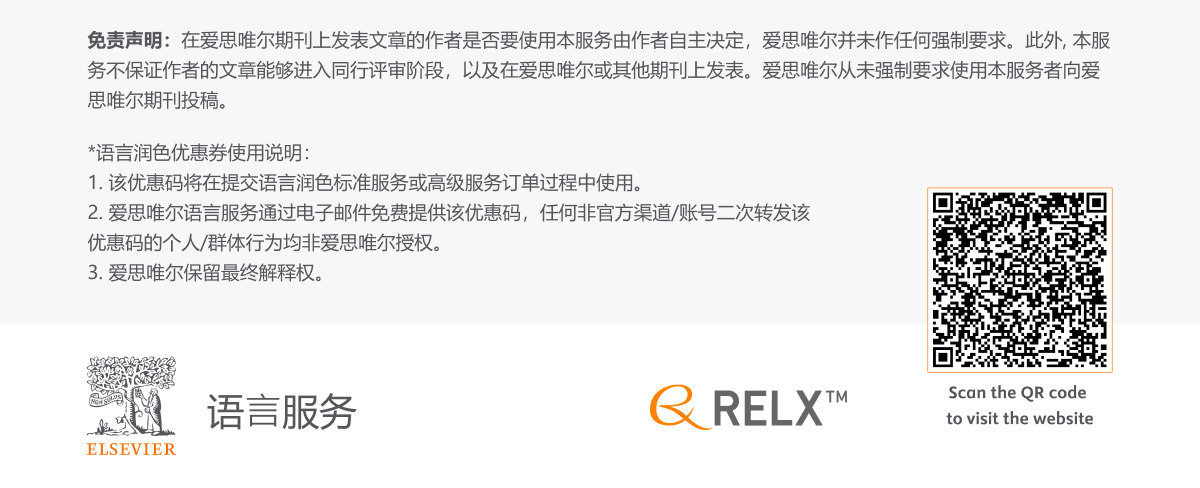 免责声明：在爱思唯尔期刊上发表文章的作者是否要使用本服务由作者自主决定，爱思唯尔并未作任何强制要求。此外, 本服
务不保证作者的文章能够进入同行评审阶段，以及在爱思唯尔或其他期刊上发表。爱思唯尔从未强制要求使用本服务者向爱
思唯尔期刊投稿。
*语言润色优惠券使用说明：
1. 该优惠码将在提交语言润色标准服务或高级服务订单过程中使用。
2. 爱思唯尔语言服务通过电子邮件免费提供该优惠码，任何非官方渠道/账号二次转发该
优惠码的个人/群体行为均非爱思唯尔授权。
3. 爱思唯尔保留最终解释权。
NON SOLUS
ELSEVIER
语言服务
RELX™
Scan the QR code
to visit the website